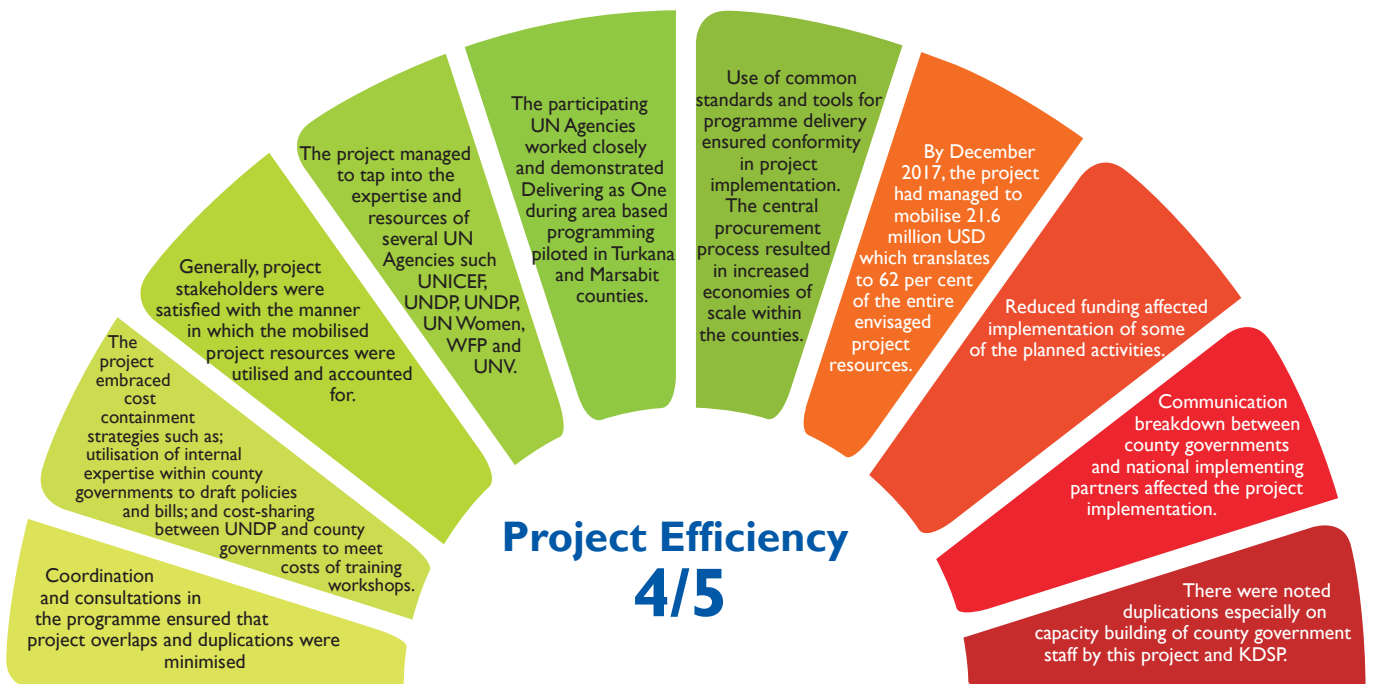 Coordination
and consultations in
the programme ensured that
project overlaps and duplications were
minimised
The
project
embraced
cost
containment
strategies such as;
utilisation of internal
expertise within county
governments to draft policies
and bills; and cost-sharing
between UNDP and county
governments to meet
costs of training
workshops.
Generally, project
stakeholders were
satisfied with the manner
in which the mobilised
project resources were
utilised and accounted
for.
The project managed
to tap into the
expertise and
resources of
several UN
Agencies such
UNICEF,
UNDP, UNDP,
UN Women,
WFP and
UNV.
The participating
UN Agencies
worked closely
and demonstrated
Delivering as One
during area based
programming
piloted in Turkana
and Marsabit
counties.
Use of common
standards and tools for
programme delivery
ensured conformity
in project
implementation.
The central
procurement
process resulted
in increased
economies of
scale within
the counties.
By December
2017, the project
had managed to
mobilise 21.6
million USD
which translates
to 62 per cent
of the entire
envisaged
project
resources.
Reduced funding affected
implementation of some
of the planned activities.
Communication
breakdown between
county governments
and national implementing
partners affected the project
implementation.
There were noted
duplications especially on
capacity building of county government
staff by this project and KDSP.
Project Efficiency
4/5